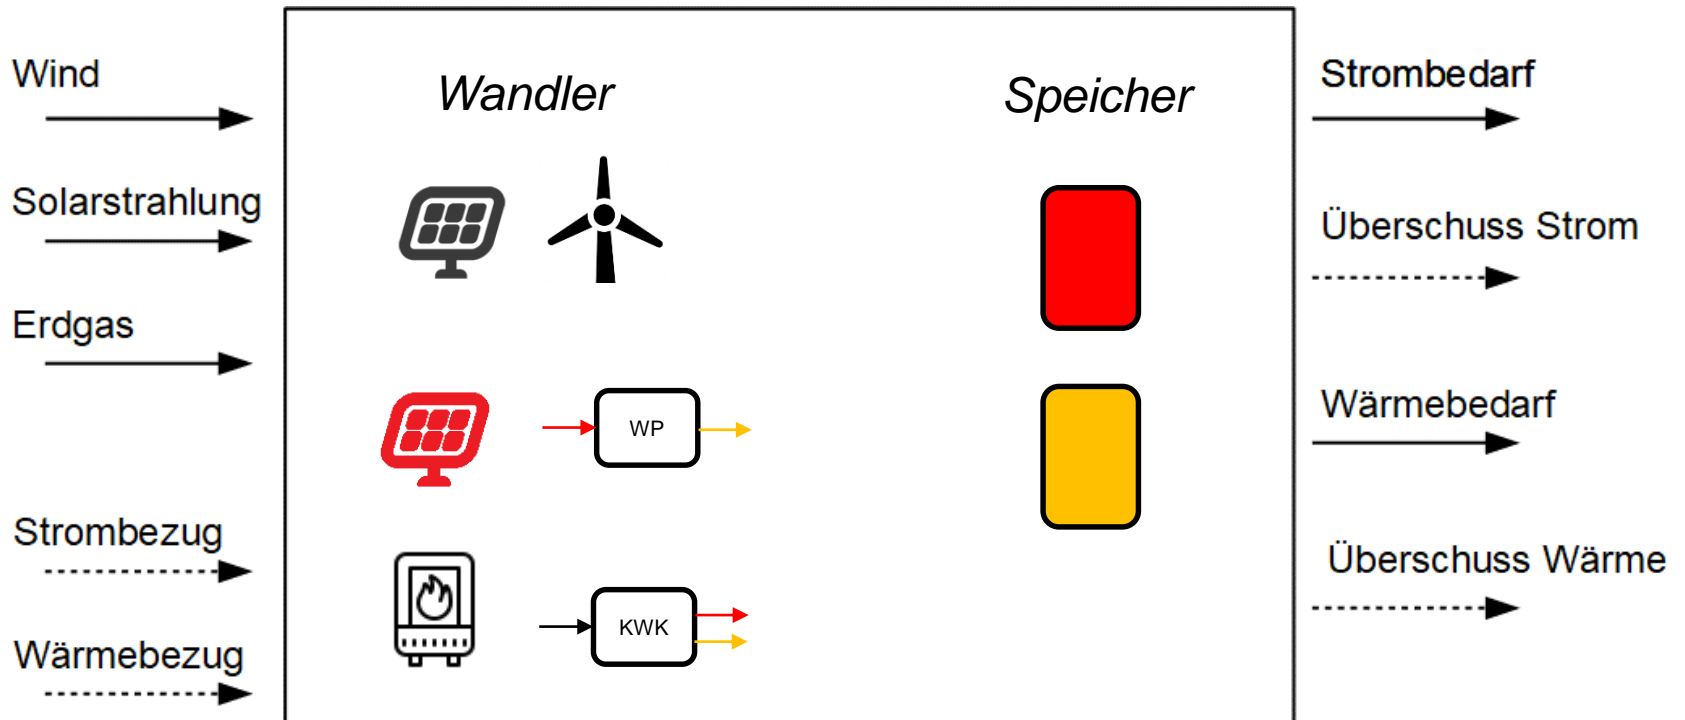 Wind
Solarstrahlung
Erdgas
Strombezug
Wärmebezug
Wandler
WP
KWK
Speicher
Strombedarf
Überschuss Strom
Wärmebedarf
Überschuss Wärme